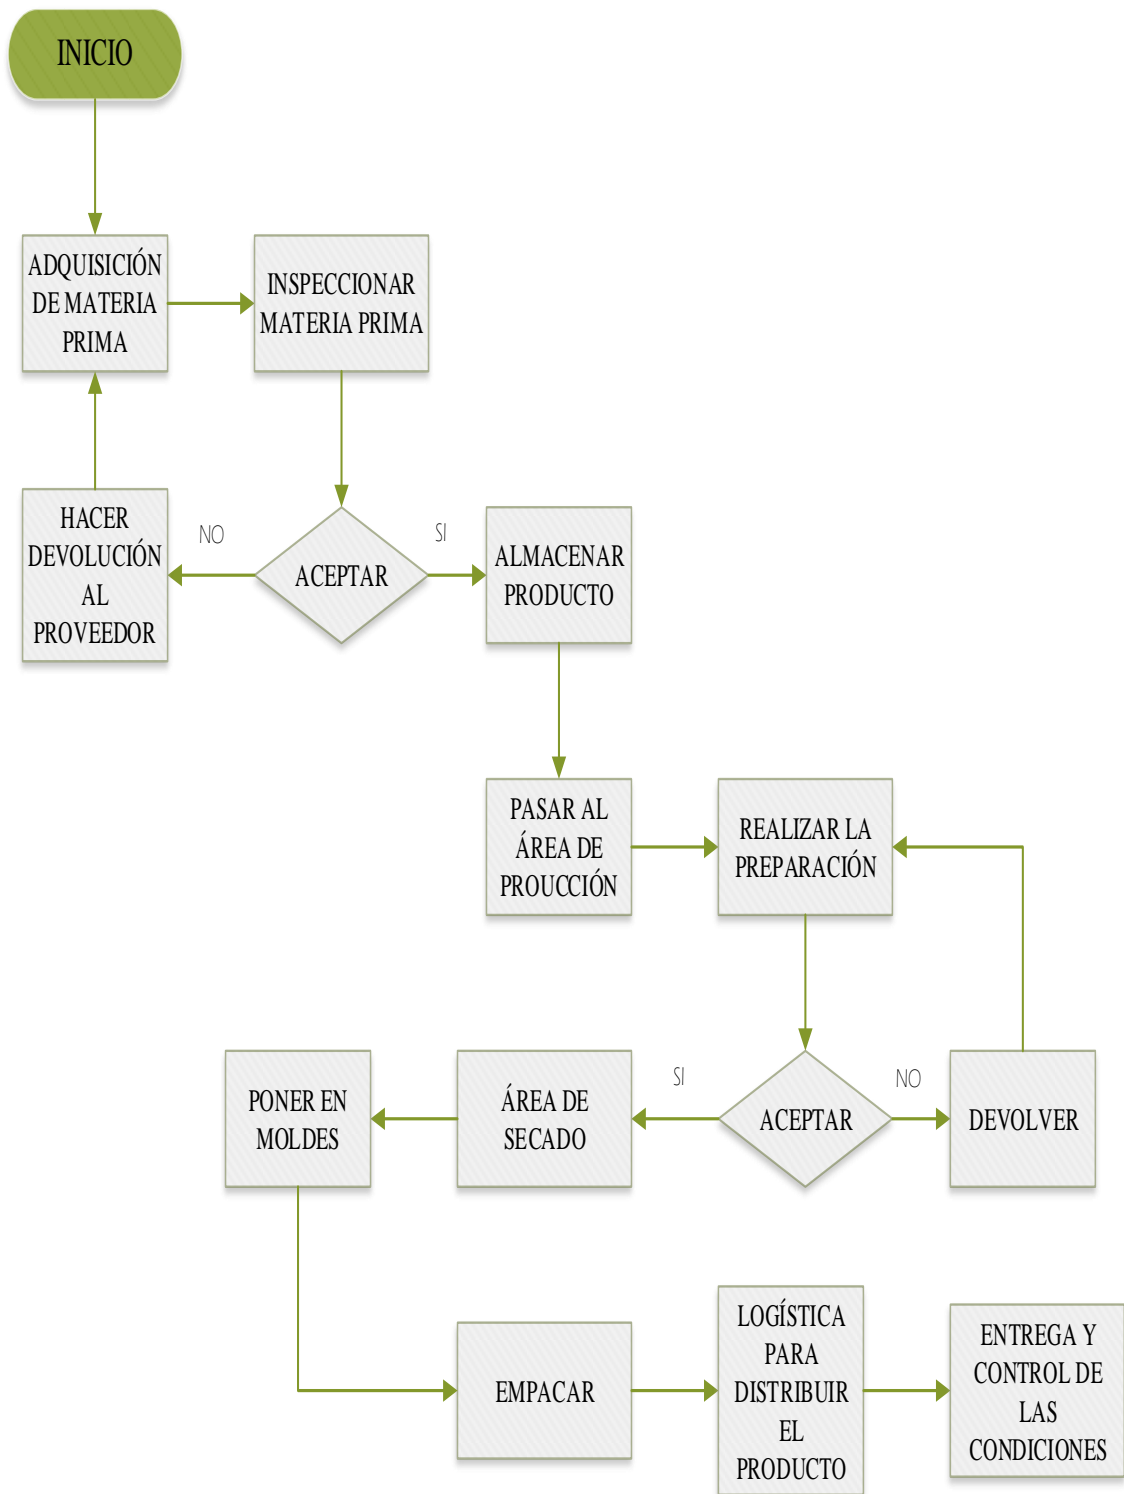 INICIO
ADQUISICIÓN
DE MATERIA
PRIMA
INSPECCIONAR
MATERIA PRIMA
HACER
DEVOLUCIÓN
AL
PROVEEDOR
NO
ACEPTAR
SI
ALMACENAR
PRODUCTO
PASAR AL
ÁREA DE
PROUCCIÓN
REALIZAR LA
PREPARACIÓN
PONER EN
MOLDES
ÁREA DE
SECADO
SI
ACEPTAR
NO
DEVOLVER
EMPACAR
LOGÍSTICA
PARA
DISTRIBUIR
EL
PRODUCTO
ENTREGA Y
CONTROL DE
LAS
CONDICIONES